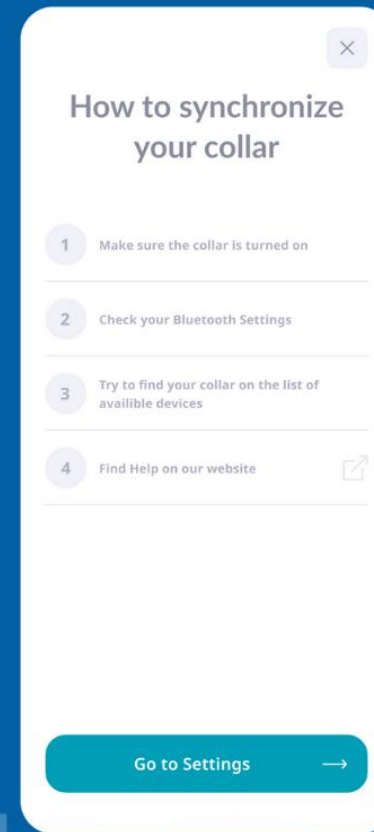 How to synchronize
your collar
1 Make sure the collar is turned on
2 Check your Bluetooth Settings
3 Try to find your collar on the list of
availible devices
4 Find Help on our website
Go to Settings